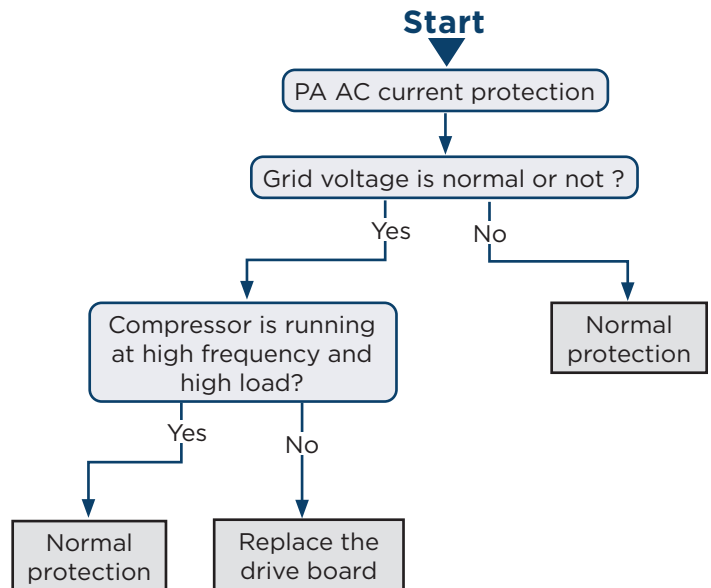 Start
PA AC current protection
Grid voltage is normal or not ?
Yes
No
Compressor is running
at high frequency and
high load?
Normal
protection
Yes
No
Normal
protection
Replace the
drive board